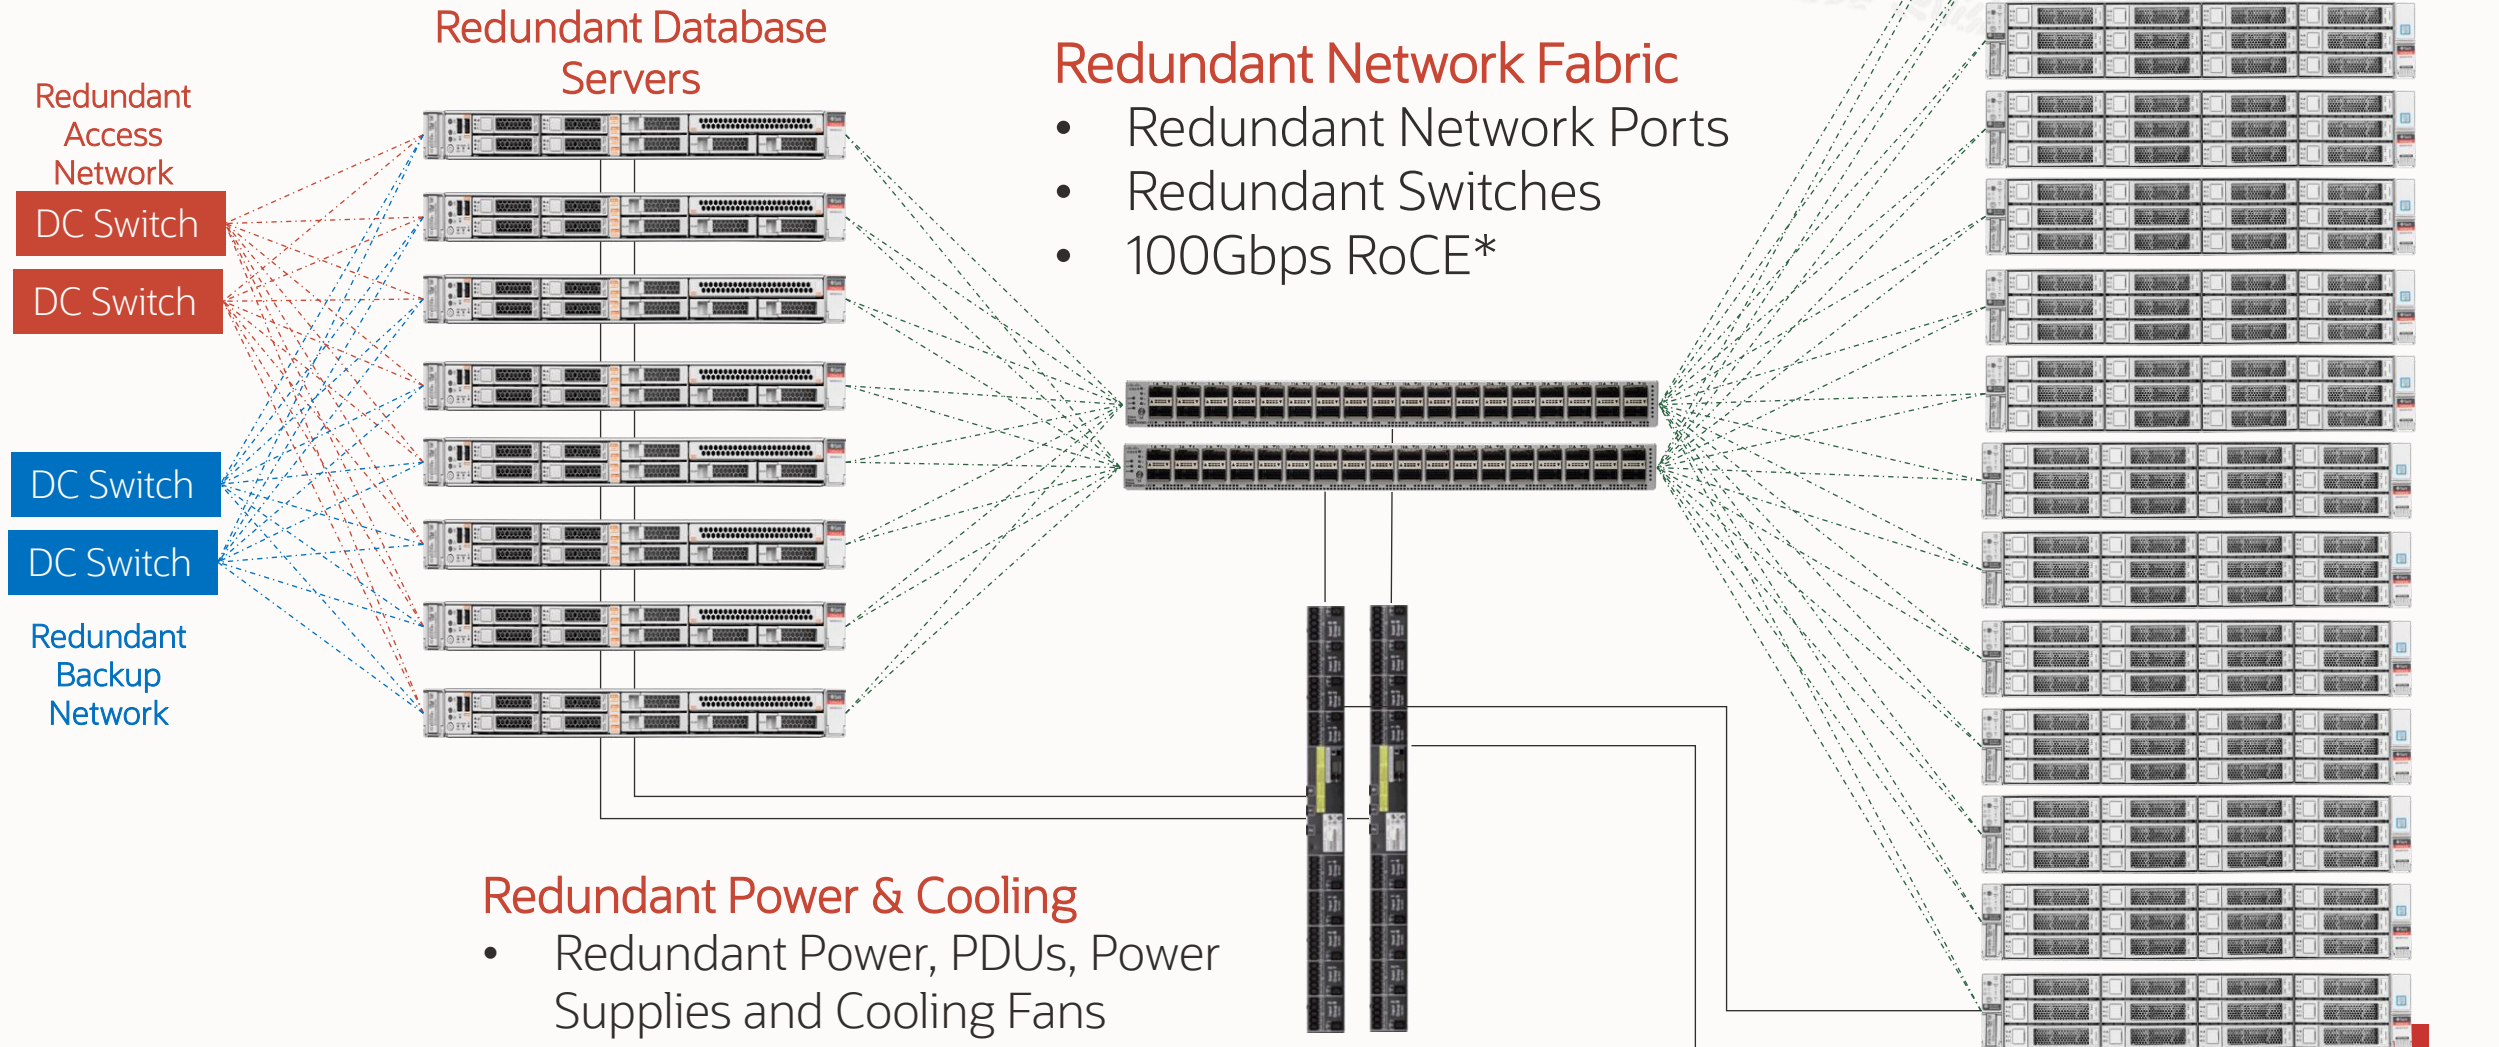 Redundant Database
Servers
Redundant
Access
Network
DC Switch
DC Switch
DC Switch
DC Switch
Redundant
Backup
Network
Redundant Network Fabric
• Redundant Network Ports
• Redundant Switches
• 100Gbps RoCE*
Redundant Power & Cooling
• Redundant Power, PDUs, Power
Supplies and Cooling Fans